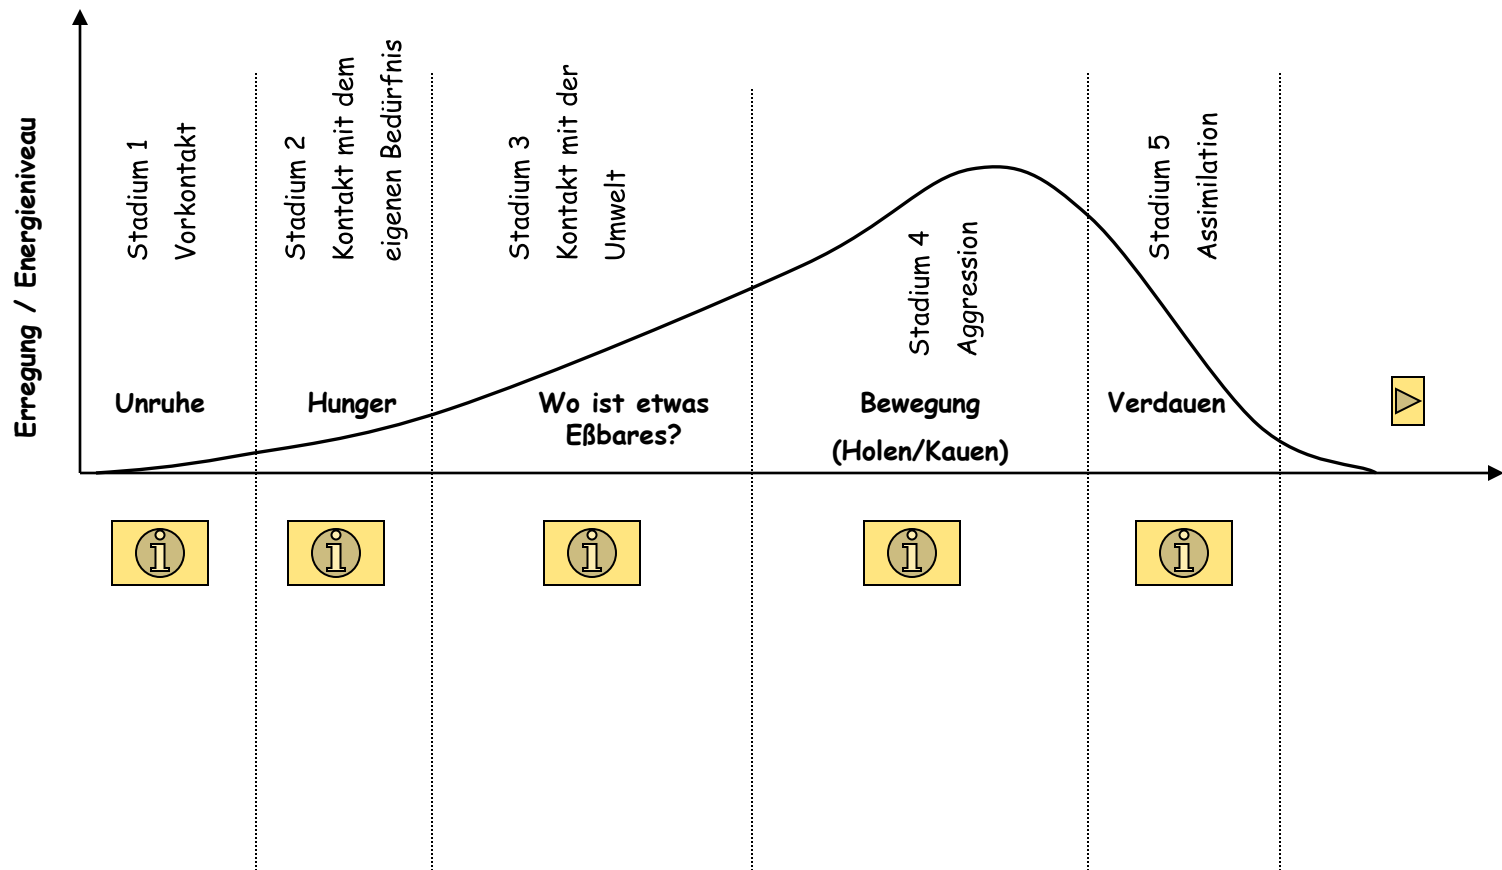 Erregung / Energieniveau
Stadium 1
Vorkontakt
Stadium 2
Kontakt mit dem
eigenen Bedürfnis
Stadium 3
Kontakt mit der
Umwelt
Stadium 4
Aggression
Stadium 5
Assimilation
Unruhe
Hunger
Wo ist etwas
Eßbares?
Bewegung
(Holen/Kauen)
Verdauen